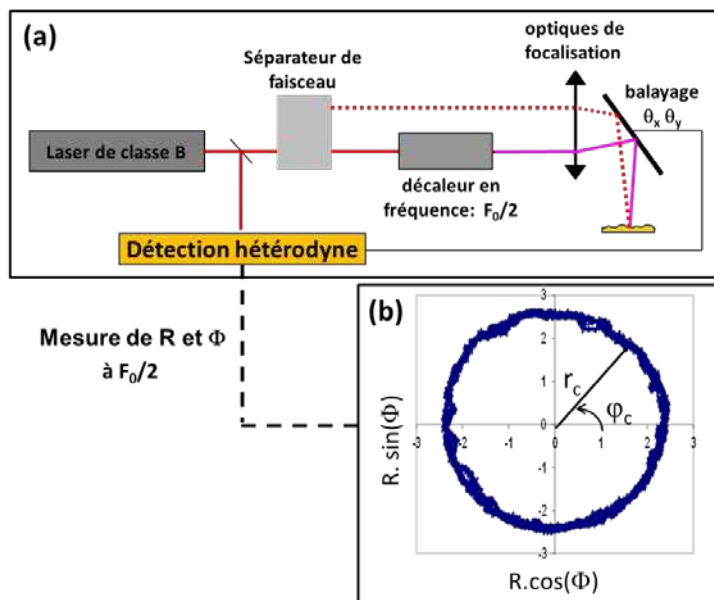 (a)
optiques de
focalisation
Séparateur de
faisceau
balayage
θx θy
Laser de classe B
décaleur en
fréquence: F0/2
Détection hétérodyne
Mesure de R et Φ
à F0/2
(b)
3
2
1
0
-1
-2
-3
-3 -2 -1 0 1 2 3
rc
φc
R. sin(Φ)
R.cos(Φ)